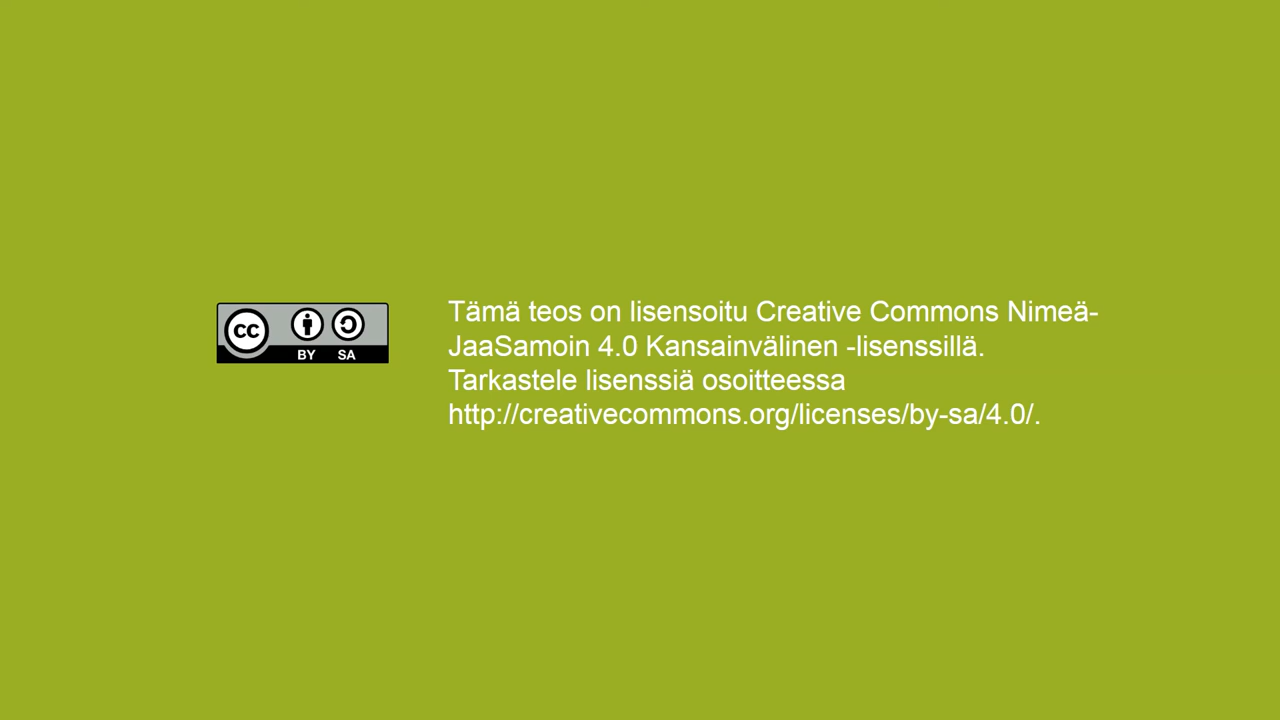 cc
BY SA
Tämä teos on lisensoitu Creative Commons Nimeä-
JaaSamoin 4.0 Kansainvälinen -lisenssillä.
Tarkastele lisenssiä osoitteessa
http://creativecommons.org/licenses/by-sa/4.0/.